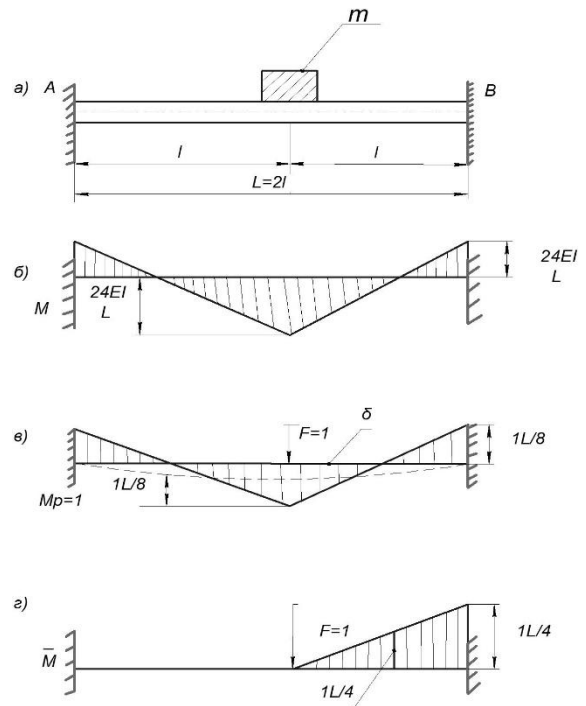 m
а) A B
l l
L=2l
б) 24EI
L
24EI
L
M
в) F=1 δ 1L/8
1L/8
Mp=1
г) F=1 1L/4
M̅
1L/4